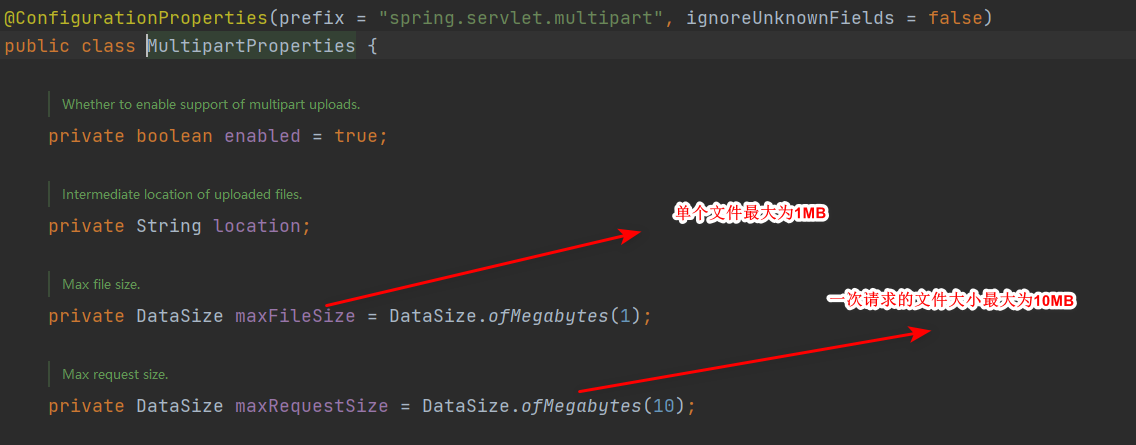 @ConfigurationProperties(prefix = "spring.servlet.multipart", ignoreUnknownFields = false)
public class MultipartProperties {
Whether to enable support of multipart uploads.
private boolean enabled = true;
Intermediate location of uploaded files.
单个文件最大为1MB
private String location;
Max file size.
一次请求的文件大小最大为10MB
private DataSize maxFileSize = DataSize.ofMegabytes(1);
Max request size.
private DataSize maxRequestSize = DataSize.ofMegabytes(10);